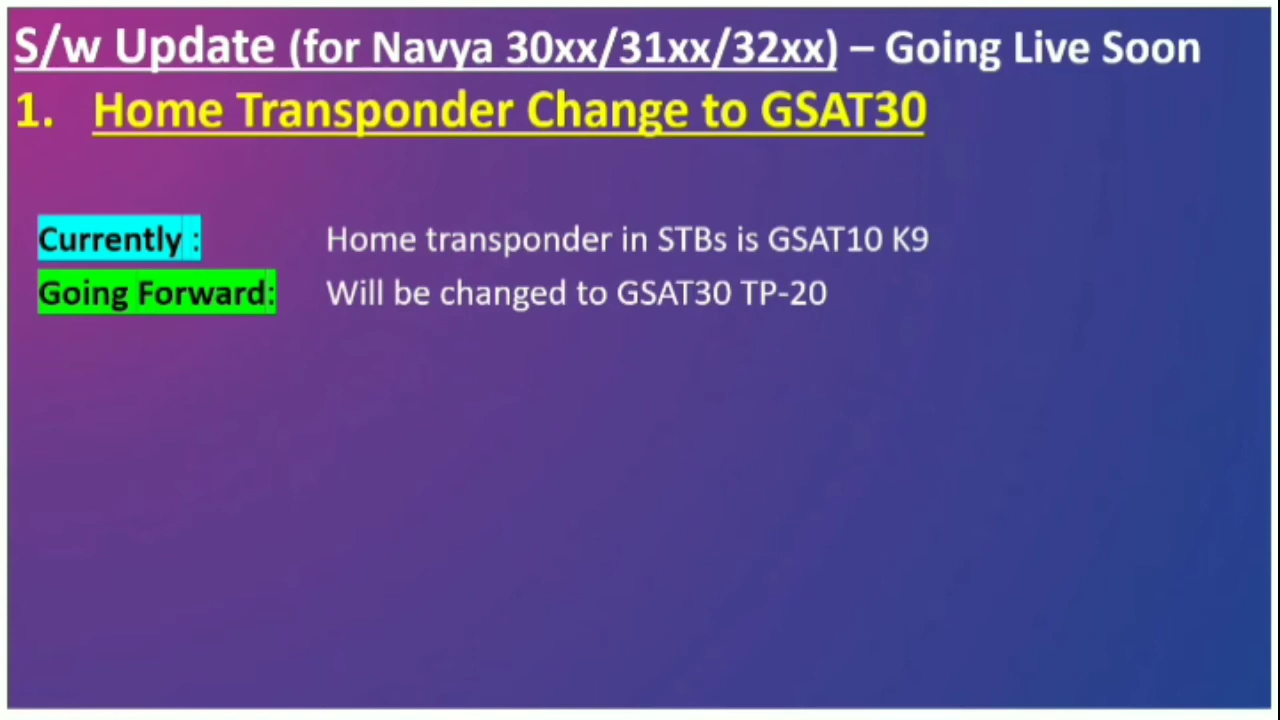 S/w Update (for Navya 30xx/31xx/32xx) – Going Live Soon
1. Home Transponder Change to GSAT30
Currently : Home transponder in STBs is GSAT10 K9
Going Forward: Will be changed to GSAT30 TP-20